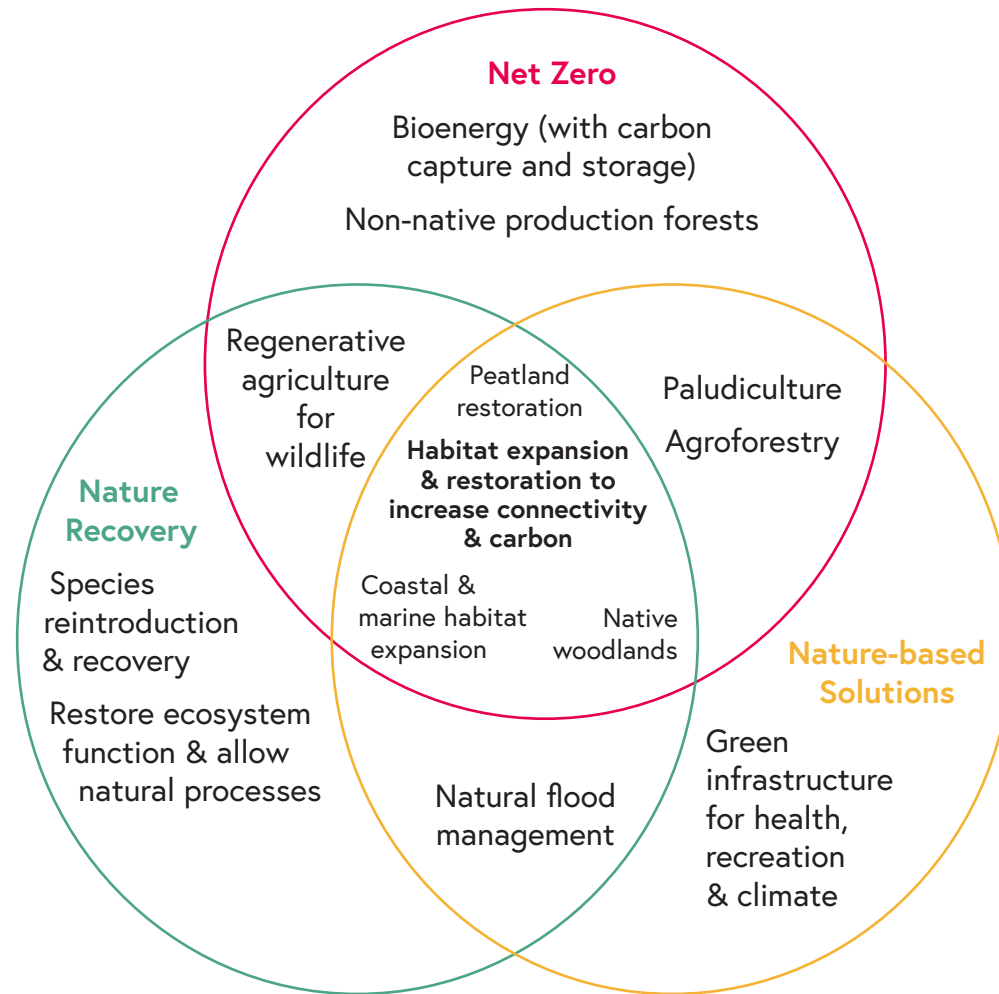 Net Zero
Bioenergy (with carbon
capture and storage)
Non-native production forests
Regenerative
agriculture
for
wildlife
Peatland
restoration
Paludiculture
Agroforestry
Habitat expansion
& restoration to
increase connectivity
& carbon
Nature
Recovery
Species
reintroduction
& recovery
Restore ecosystem
function & allow
natural processes
Coastal &
marine habitat
expansion
Native
woodlands
Nature-based
Solutions
Green
infrastructure
for health,
recreation
& climate
Natural flood
management